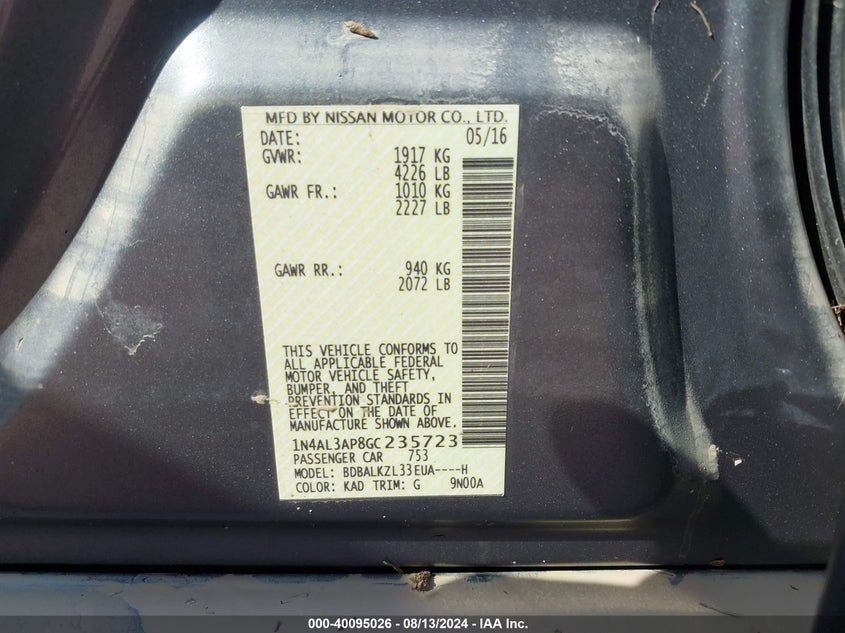 MFD BY NISSAN MOTOR CO., LTD.
DATE: 05/16
GVWR: 1917 KG
4226 LB
GAWR FR.: 1010 KG
2227 LB
GAWR RR.: 940 KG
2072 LB
THIS VEHICLE CONFORMS TO
ALL APPLICABLE FEDERAL
MOTOR VEHICLE SAFETY,
BUMPER, AND THEFT
PREVENTION STANDARDS IN
EFFECT ON THE DATE OF
MANUFACTURE SHOWN ABOVE.
1N4AL3AP8GC235723
PASSENGER CAR 753
MODEL: BDBALKZL33EUA----H
COLOR: KAD TRIM: G 9N00A
000-40095026 - 08/13/2024 - IAA Inc.